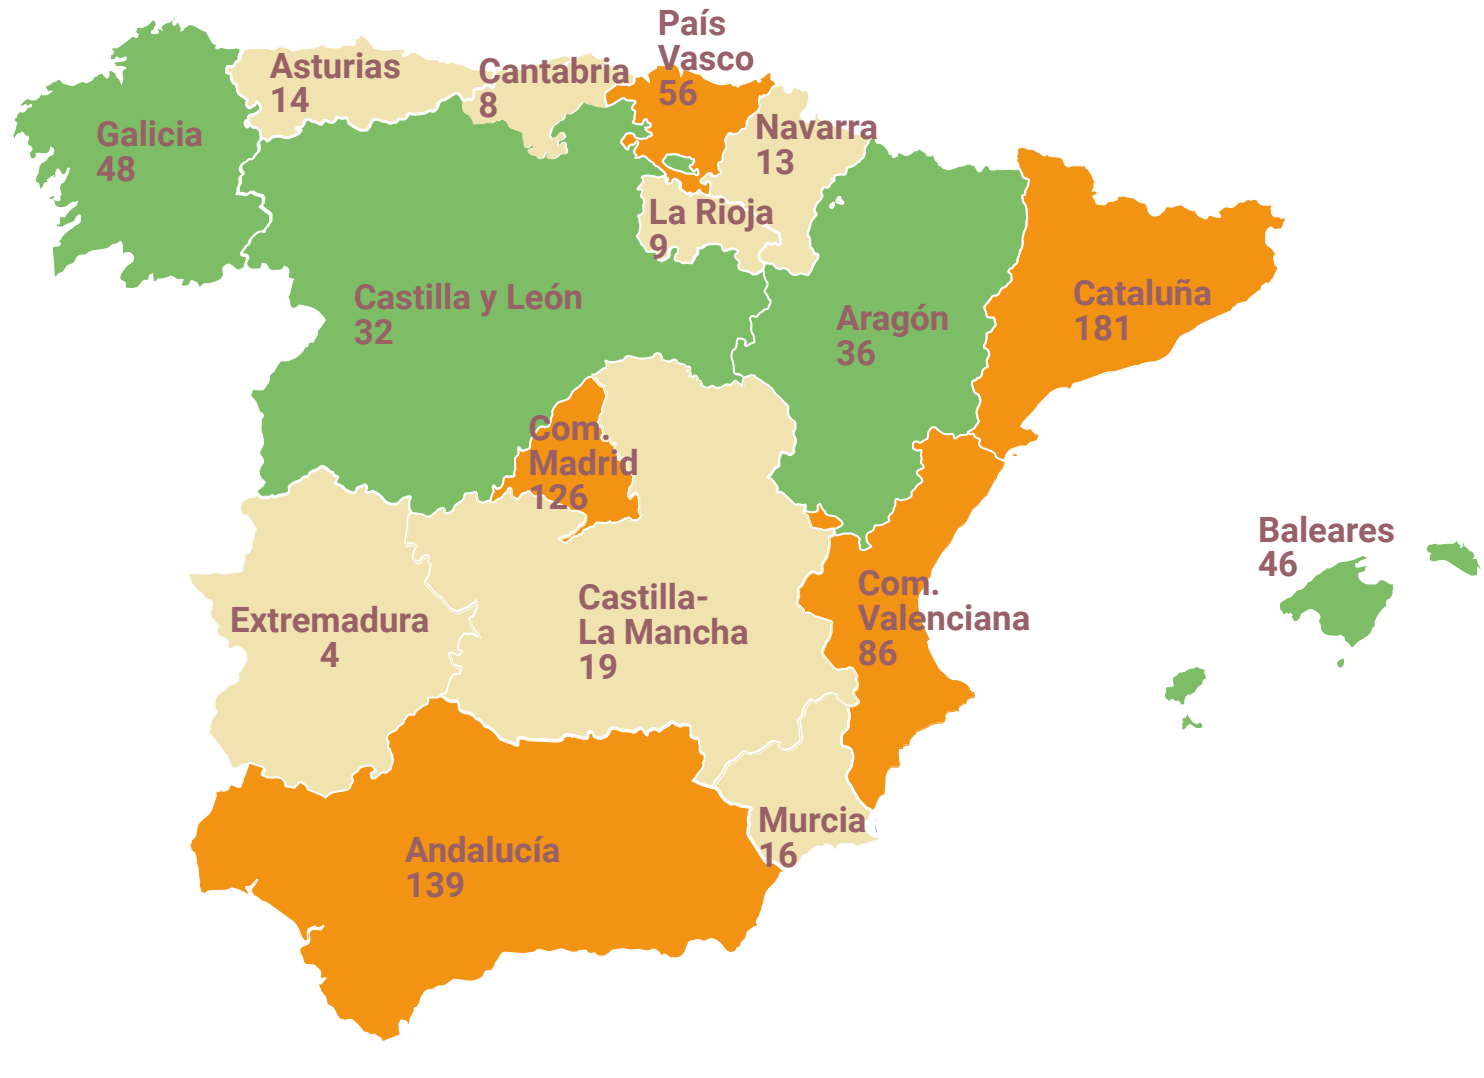 País
Vasco
56
Asturias
14
Cantabria
8
Galicia
48
Navarra
13
La Rioja
9
Castilla y León
32
Aragón
36
Cataluña
181
Com.
Madrid
126
Baleares
46
Extremadura
4
Castilla-
La Mancha
19
Com.
Valenciana
86
Andalucía
139
Murcia
16